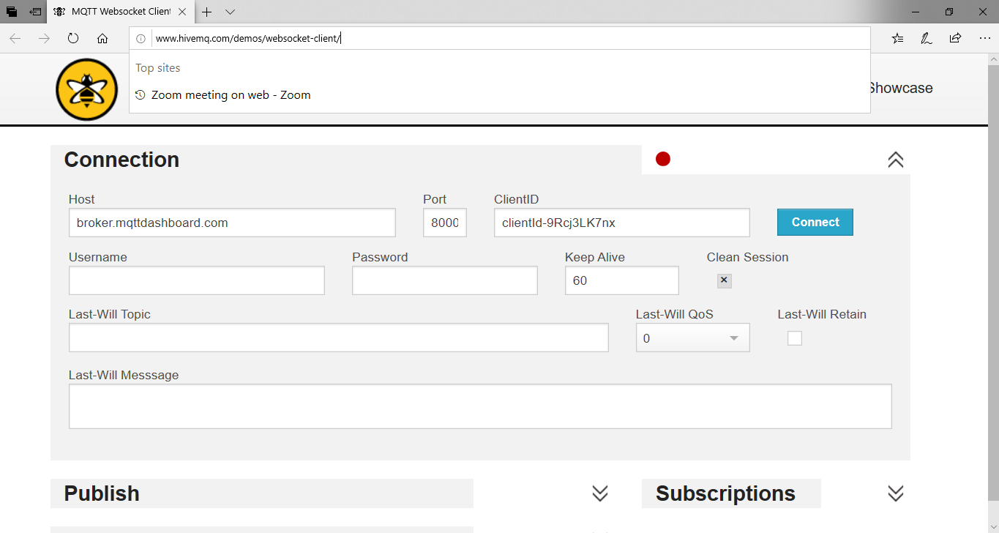 MQTT Websocket Client
www.hivemq.com/demos/websocket-client/
Top sites
Zoom meeting on web - Zoom
Showcase
Connection
Host
Port
ClientID
broker.mqttdashboard.com
8000
clientId-9Rcj3LK7nx
Connect
Username
Password
Keep Alive
Clean Session
60
Last-Will Topic
Last-Will QoS
Last-Will Retain
0
Last-Will Messsage
Publish
Subscriptions